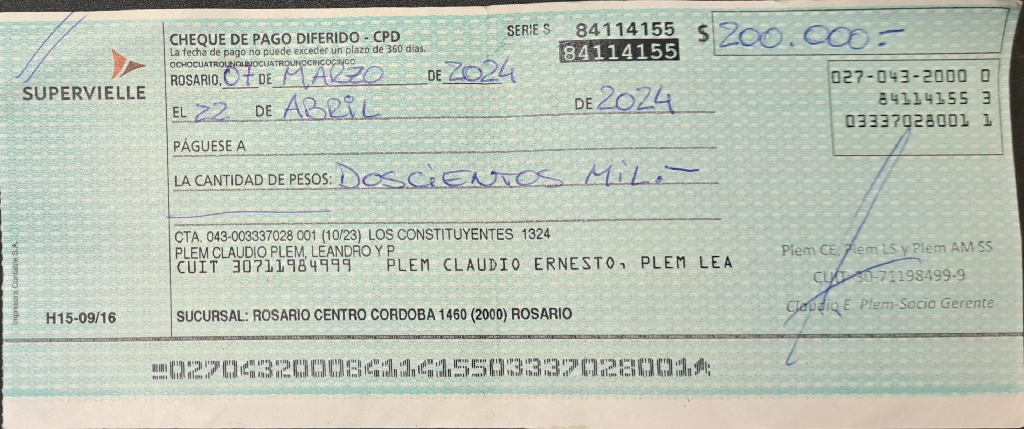 CHEQUE DE PAGO DIFERIDO - CPD
La fecha de pago no puede exceder un plazo de 360 días.
OCHOCUATROUNOUNOCUATROUNOCINCOCINCO
SERIE S 84114155
84114155
$ 200.000.-
SUPERVIELLE
ROSARIO, 07 DE MARZO DE 2024
EL 22 DE ABRIL DE 2024
027-043-2000 0
84114155 3
03337028001 1
PÁGUESE A
LA CANTIDAD DE PESOS: DOSCIENTOS MIL.-
CTA. 043-003337028 001 (10/23) LOS CONSTITUYENTES 1324
PLEM CLAUDIO PLEM, LEANDRO Y P
CUIT 30711984999 PLEM CLAUDIO ERNESTO, PLEM LEA
Plem CE, Plem LS y Plem AM SS
CUIT 30-71198499-9
Claudio E. Plem-Socio Gerente
Impresora Contable S.A.
H15-09/16
SUCURSAL: ROSARIO CENTRO CORDOBA 1460 (2000) ROSARIO
02704320008411415503337028001